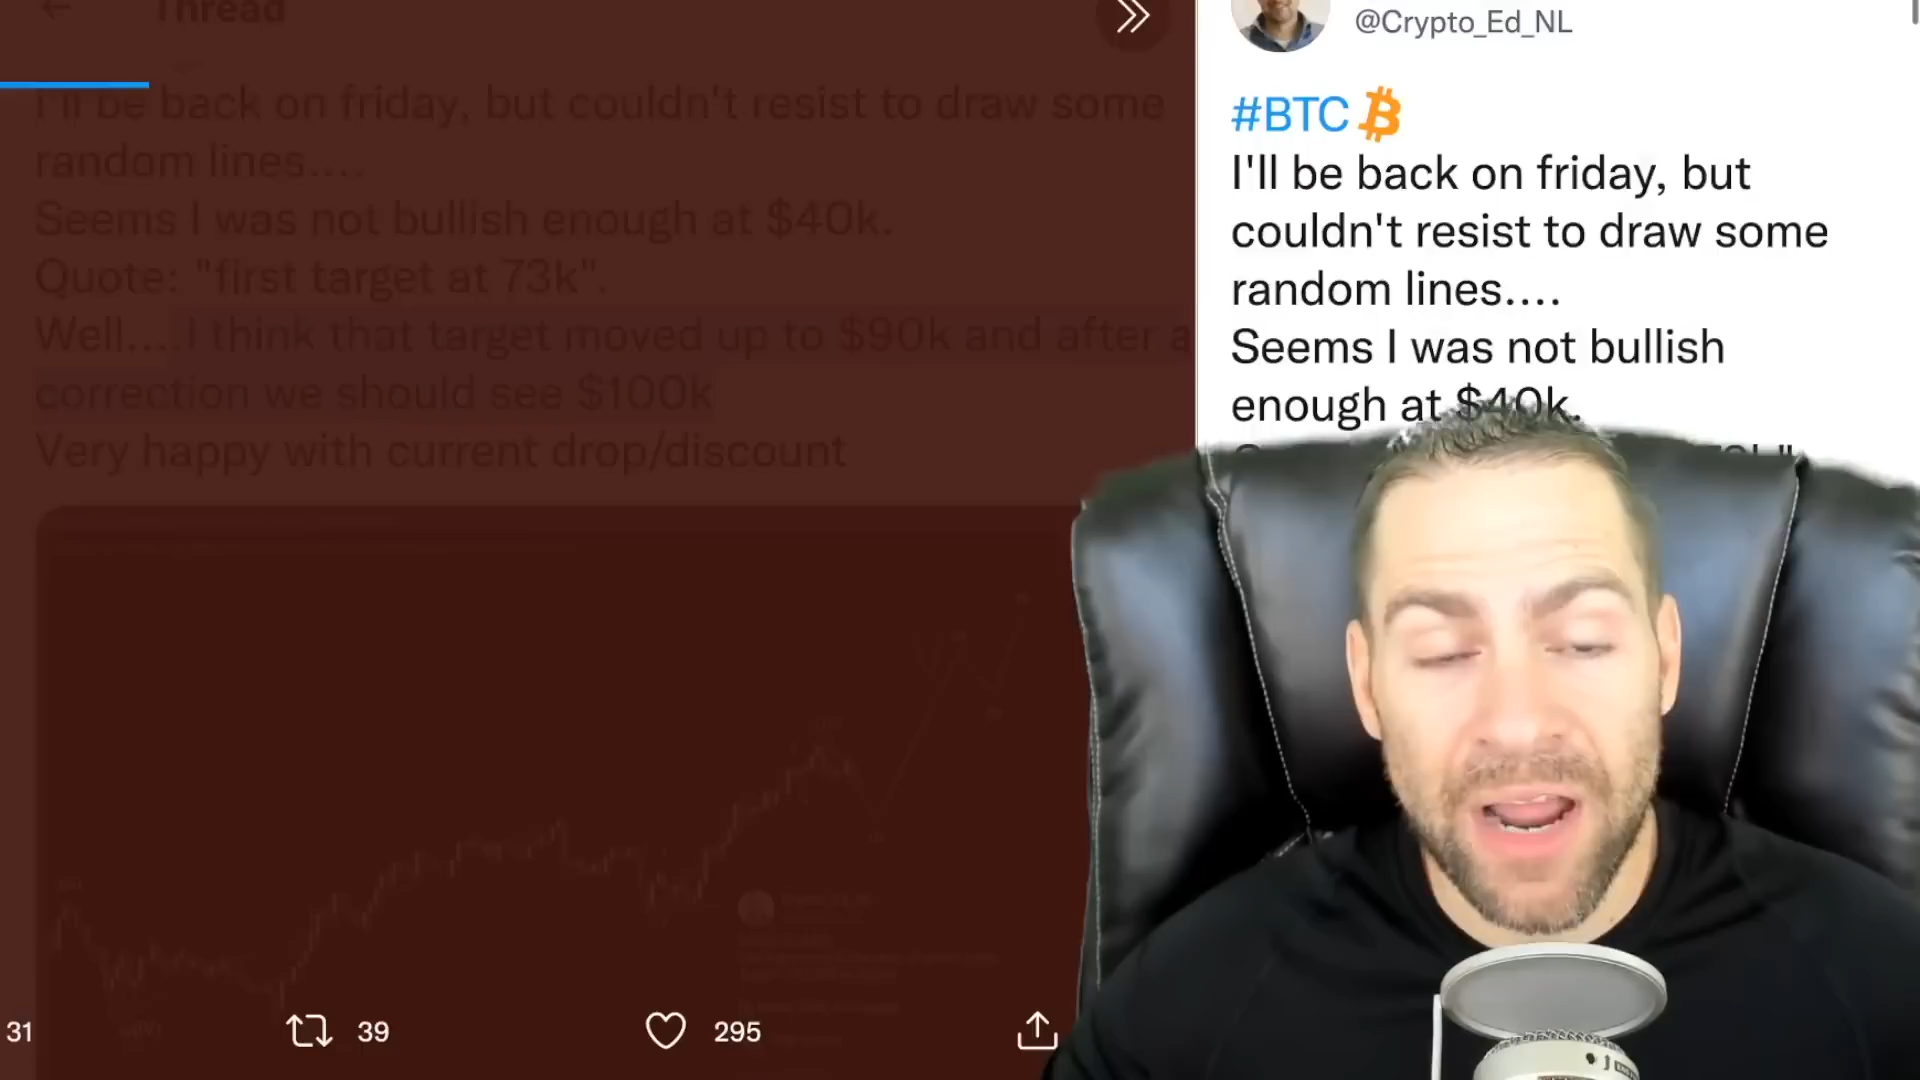 Thread
I'll be back on friday, but couldn't resist to draw some
random lines....
Seems I was not bullish enough at $40k.
Quote: "first target at 73k".
Well... I think that target moved up to $90k and after a
correction we should see $100k
Very happy with current drop/discount
31
39
295
@Crypto_Ed_NL
#BTC
I'll be back on friday, but
couldn't resist to draw some
random lines....
Seems I was not bullish
enough at $40k.